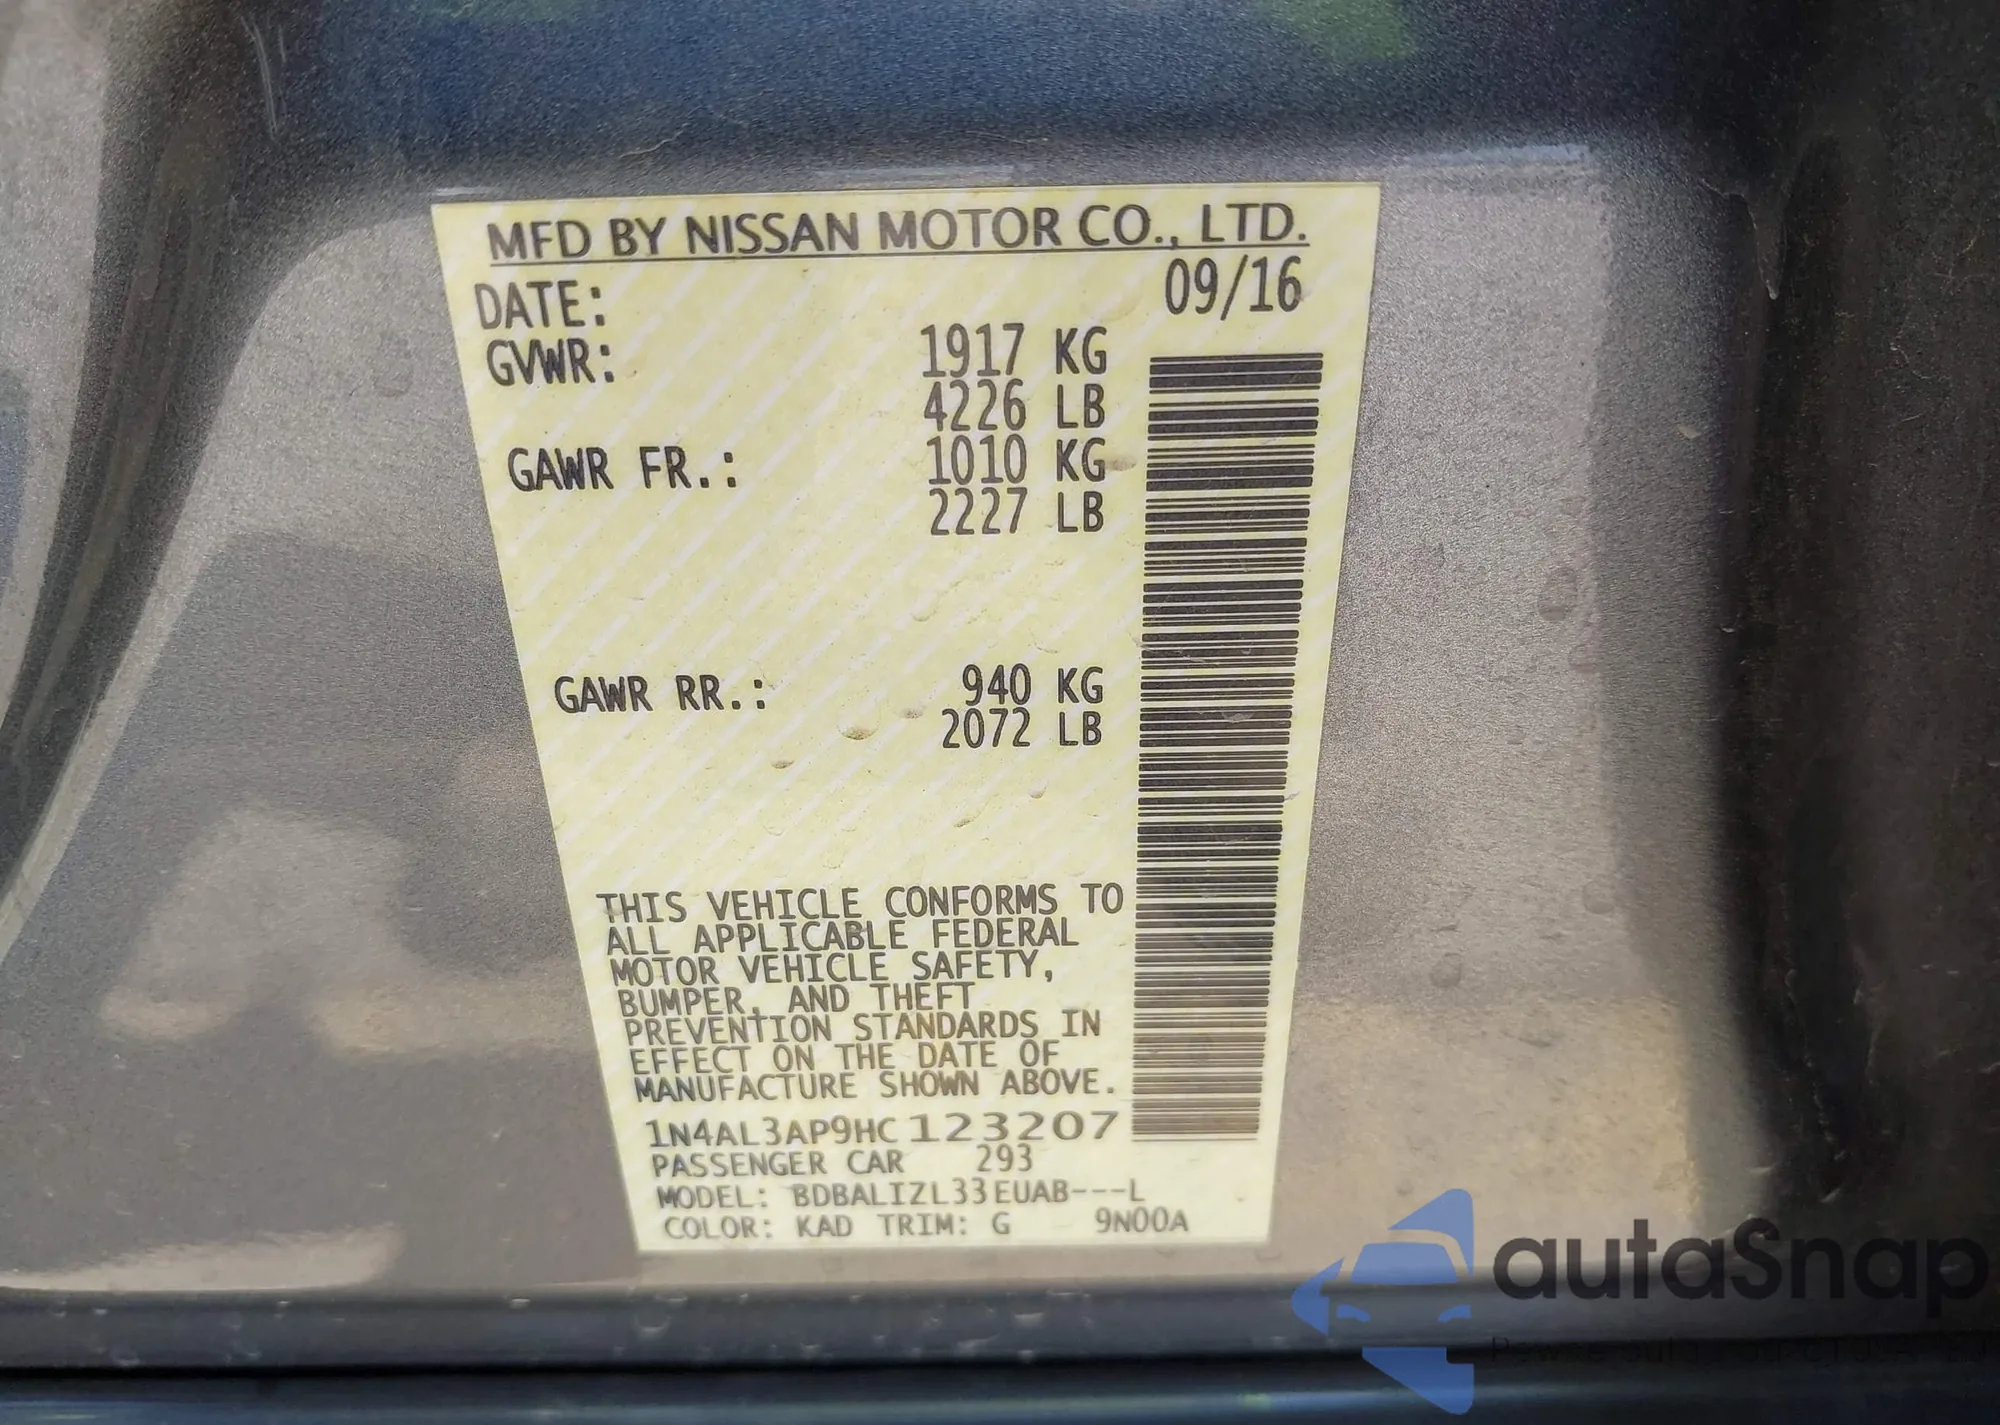 MFD BY NISSAN MOTOR CO., LTD.
DATE: 09/16
GVWR: 1917 KG
4226 LB
GAWR FR.: 1010 KG
2227 LB
GAWR RR.: 940 KG
2072 LB
THIS VEHICLE CONFORMS TO
ALL APPLICABLE FEDERAL
MOTOR VEHICLE SAFETY,
BUMPER, AND THEFT
PREVENTION STANDARDS IN
EFFECT ON THE DATE OF
MANUFACTURE SHOWN ABOVE.
1N4AL3AP9HC123207
PASSENGER CAR 293
MODEL: BDBALIZL33EUAB---L
COLOR: KAD TRIM: G 9N00A
autaSnap